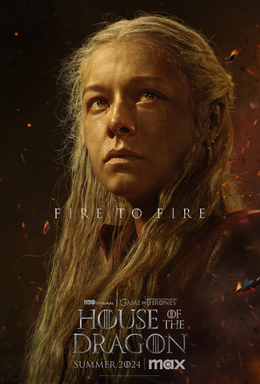 FIRE TO FIRE
HBO ORIGINAL | GAME OF THRONES
HOUSE OF THE
DRAGON
SUMMER 2024 | max